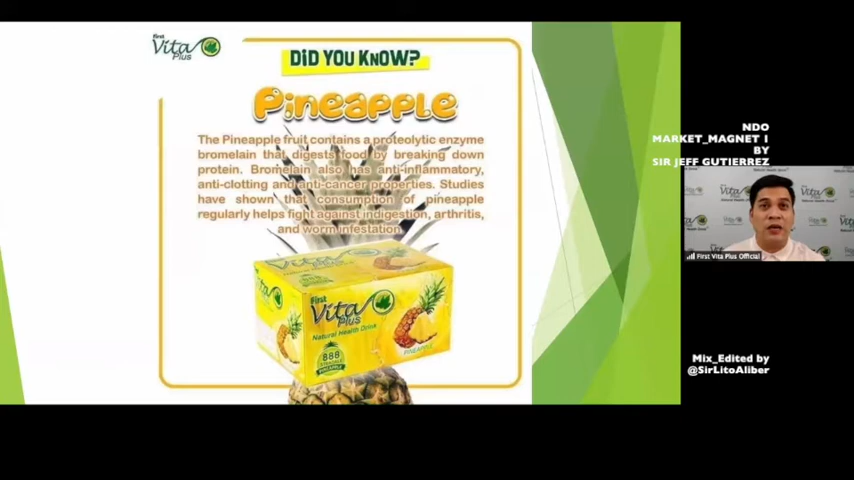 First
Vita
Plus
DiD YOU KNOW?
Pineapple
The Pineapple fruit contains a proteolytic enzyme
bromelain that digests food by breaking down
protein. Bromelain also has anti-inflammatory,
anti-clotting and anti-cancer properties. Studies
have shown that consumption of pineapple
regularly helps fight against indigestion, arthritis,
and worm infestation.
First
Vita
Plus
Natural Health Drink
888
PINEAPPLE
NDO
MARKET_MAGNET 1
BY
SIR JEFF GUTIERREZ
First Vita Plus Official
Mix_Edited by
@SirLitoAliber